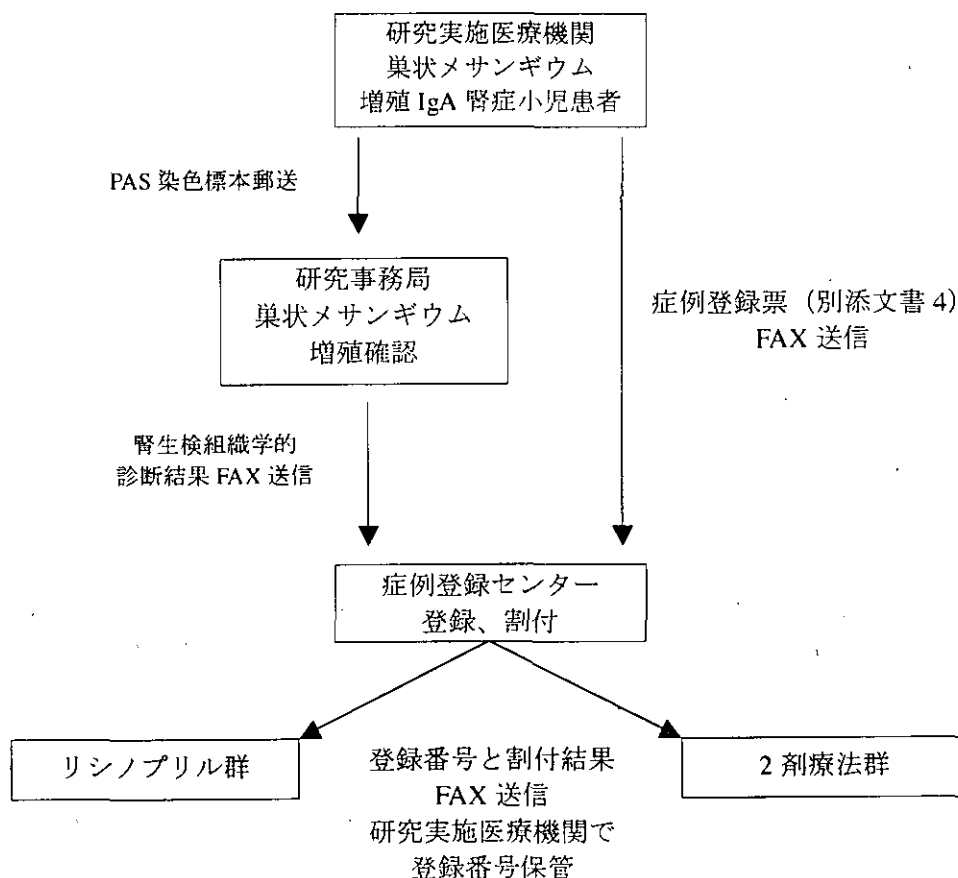 研究実施医療機関
巣状メサンギウム
増殖 IgA 腎症小児患者
PAS 染色標本郵送
研究事務局
巣状メサンギウム
増殖確認
症例登録票（別添文書 4）
FAX 送信
腎生検組織学的
診断結果 FAX 送信
症例登録センター
登録、割付
リシノプリル群
登録番号と割付結果
FAX 送信
研究実施医療機関で
登録番号保管
2 剤療法群